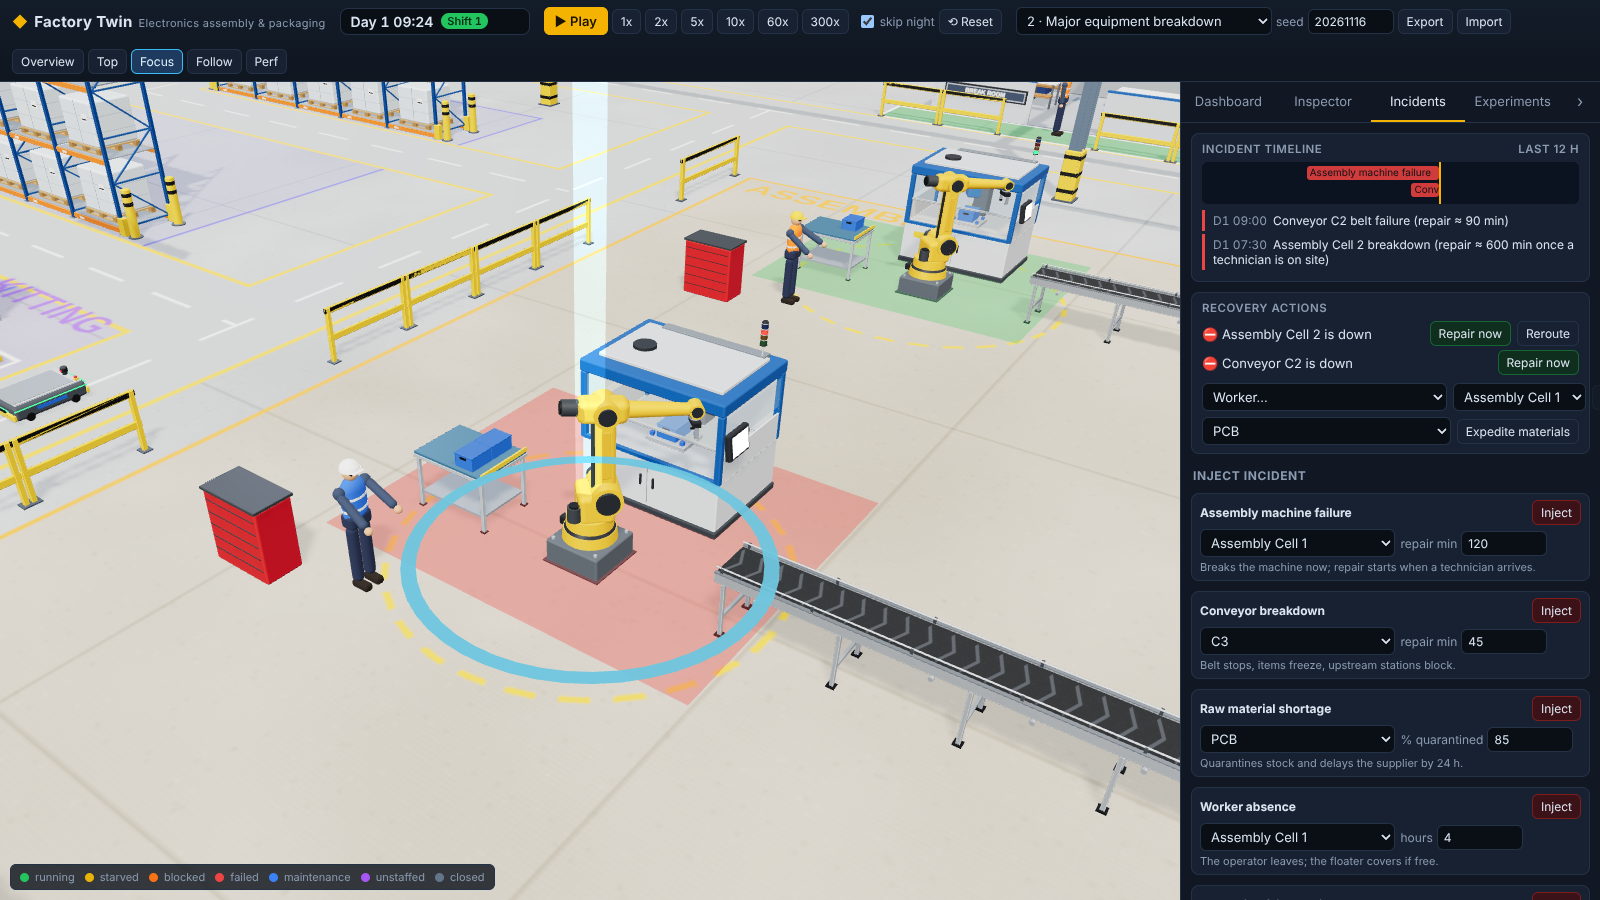 Factory Twin Electronics assembly & packaging
Day 1 09:24 Shift 1
Play 1x 2x 5x 10x 60x 300x
skip night
Reset
2 · Major equipment breakdown
seed 20261116
Export Import
Overview Top Focus Follow Perf
Dashboard Inspector Incidents Experiments ›
BREAK ROOM
INCIDENT TIMELINE LAST 12 H
Assembly machine failure
Conv
D1 09:00 Conveyor C2 belt failure (repair ≈ 90 min)
D1 07:30 Assembly Cell 2 breakdown (repair ≈ 600 min once a
technician is on site)
RECOVERY ACTIONS
Assembly Cell 2 is down Repair now Reroute
Conveyor C2 is down Repair now
Worker... Assembly Cell 1
PCB Expedite materials
INJECT INCIDENT
Assembly machine failure Inject
Assembly Cell 1 repair min 120
Breaks the machine now; repair starts when a technician arrives.
Conveyor breakdown Inject
C3 repair min 45
Belt stops, items freeze, upstream stations block.
Raw material shortage Inject
PCB % quarantined 85
Quarantines stock and delays the supplier by 24 h.
Worker absence Inject
Assembly Cell 1 hours 4
The operator leaves; the floater covers if free.
running starved blocked failed maintenance unstaffed closed